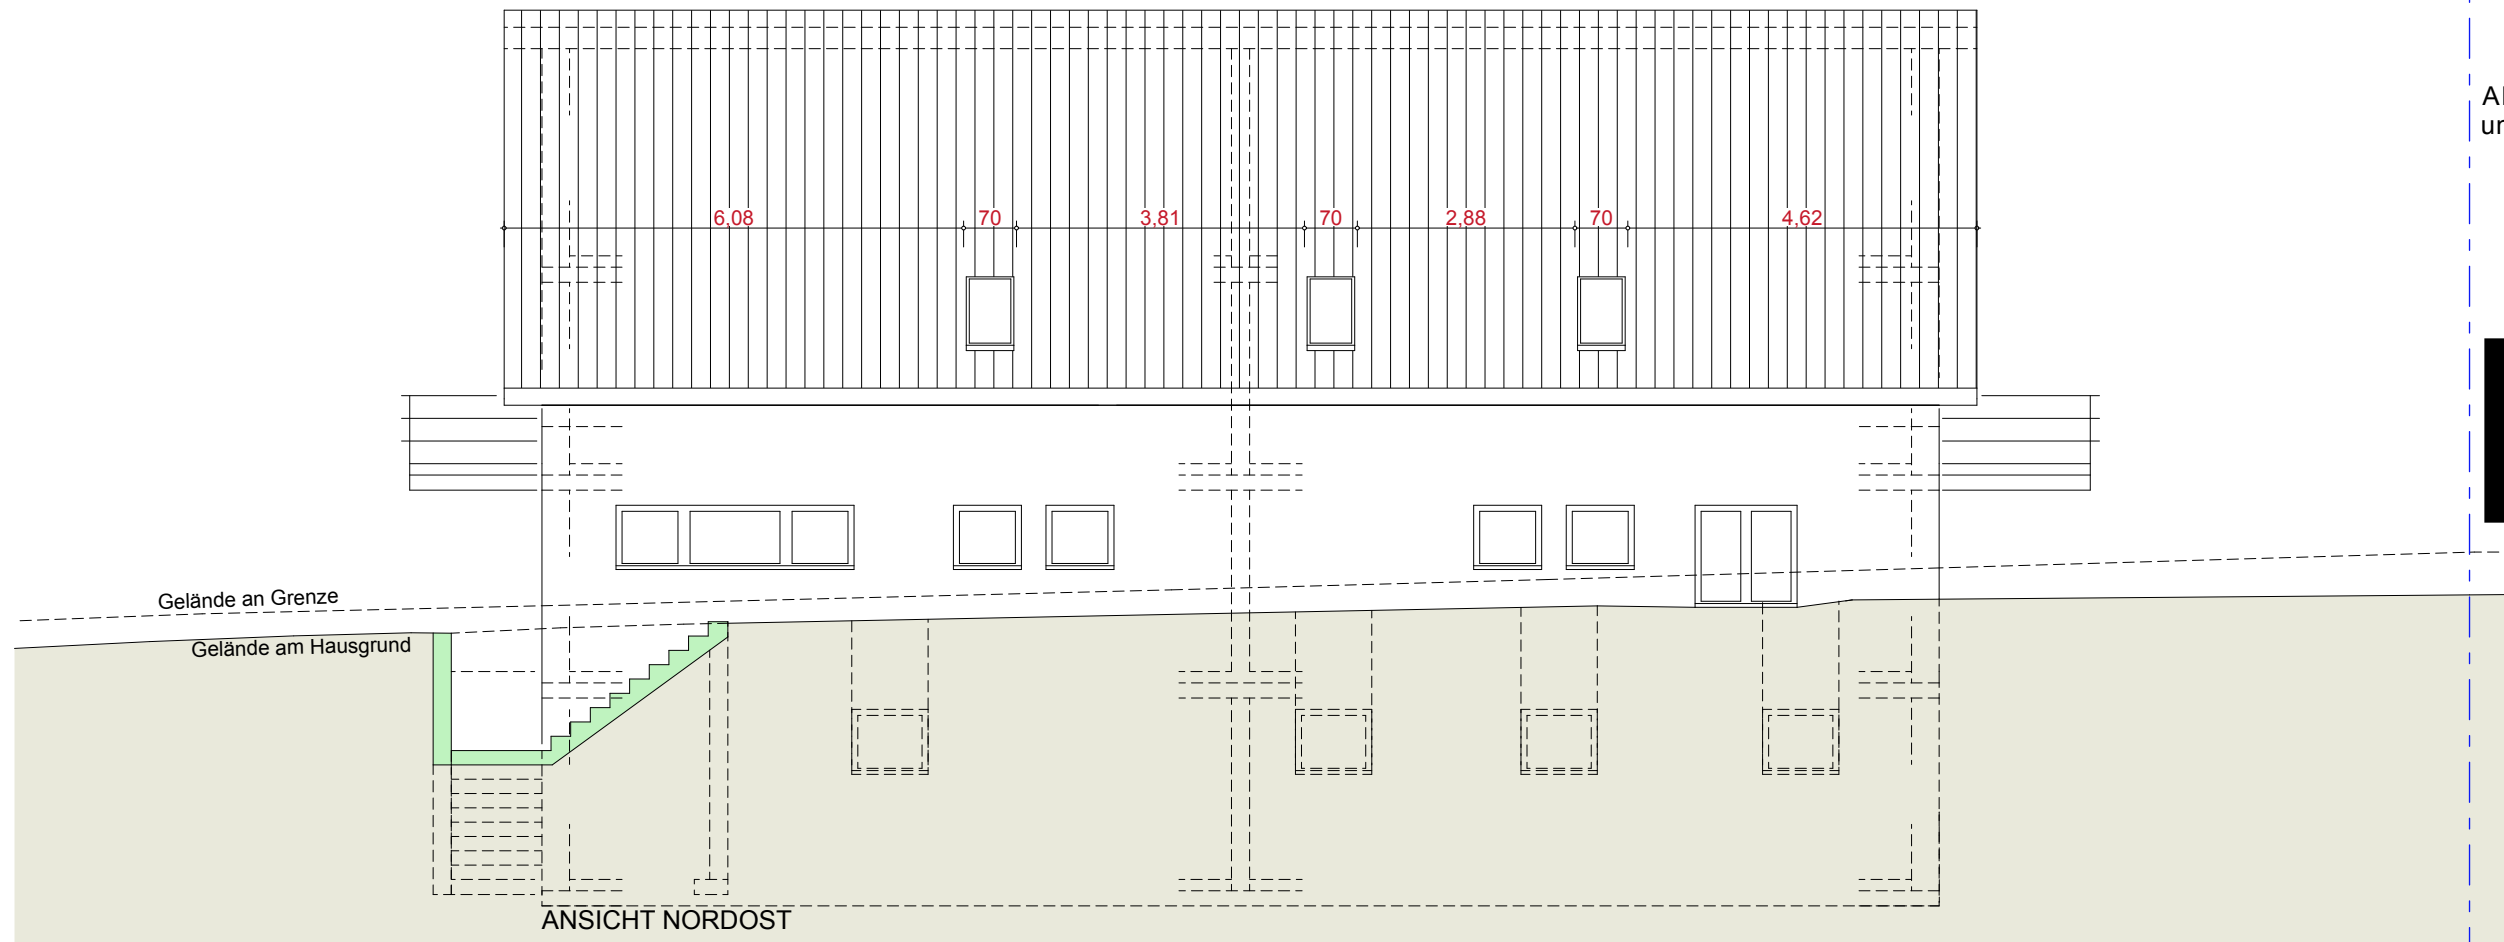 6,08 70 3,81 70 2,88 70 4,62
Gelände an Grenze
Gelände am Hausgrund
ANSICHT NORDOST